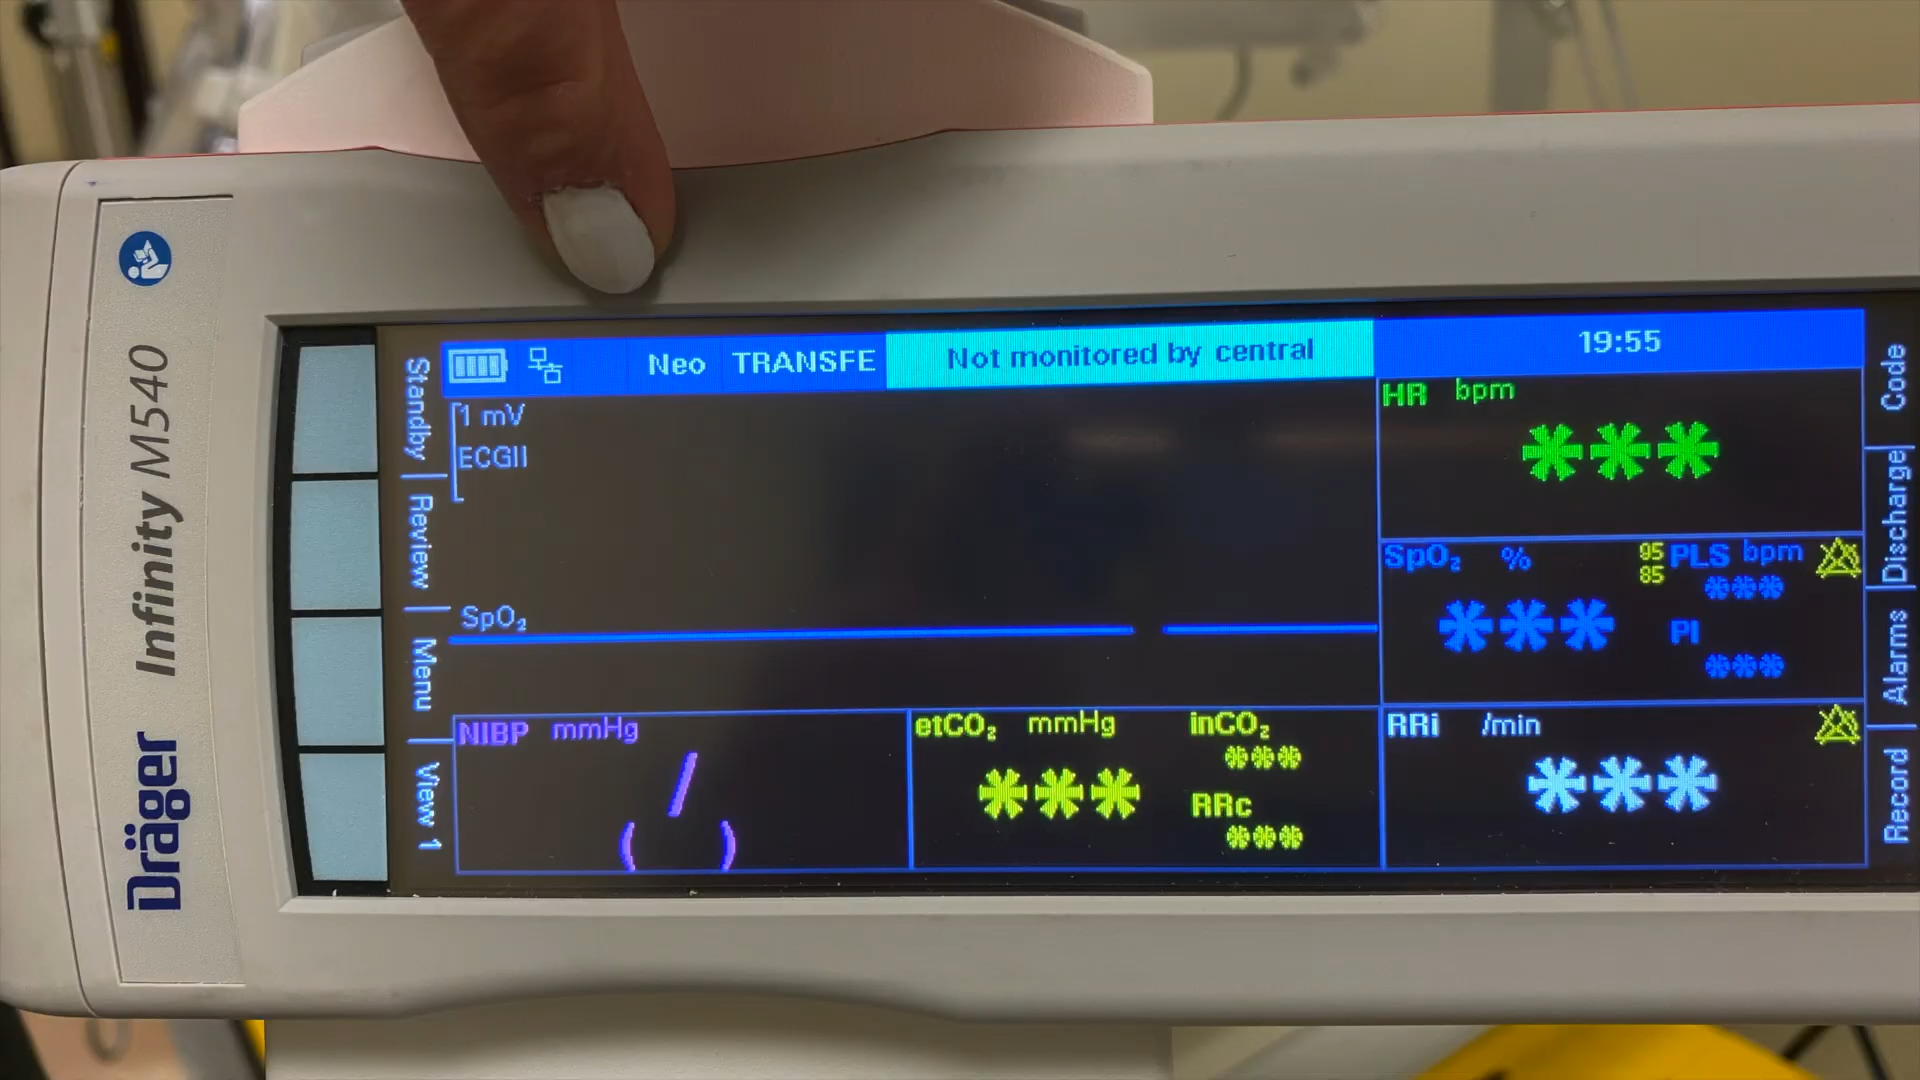 Dräger Infinity M540
Standby
Review
Menu
View 1
Neo TRANSFE Not monitored by central 19:55
1 mV
ECGII
SpO₂
HR bpm
***
SpO₂ %
95
85
PLS bpm
***
***
PI
***
NIBP mmHg
/
( )
etCO₂ mmHg
***
inCO₂
***
RRc
***
RRi /min
***
Code
Discharge
Alarms
Record